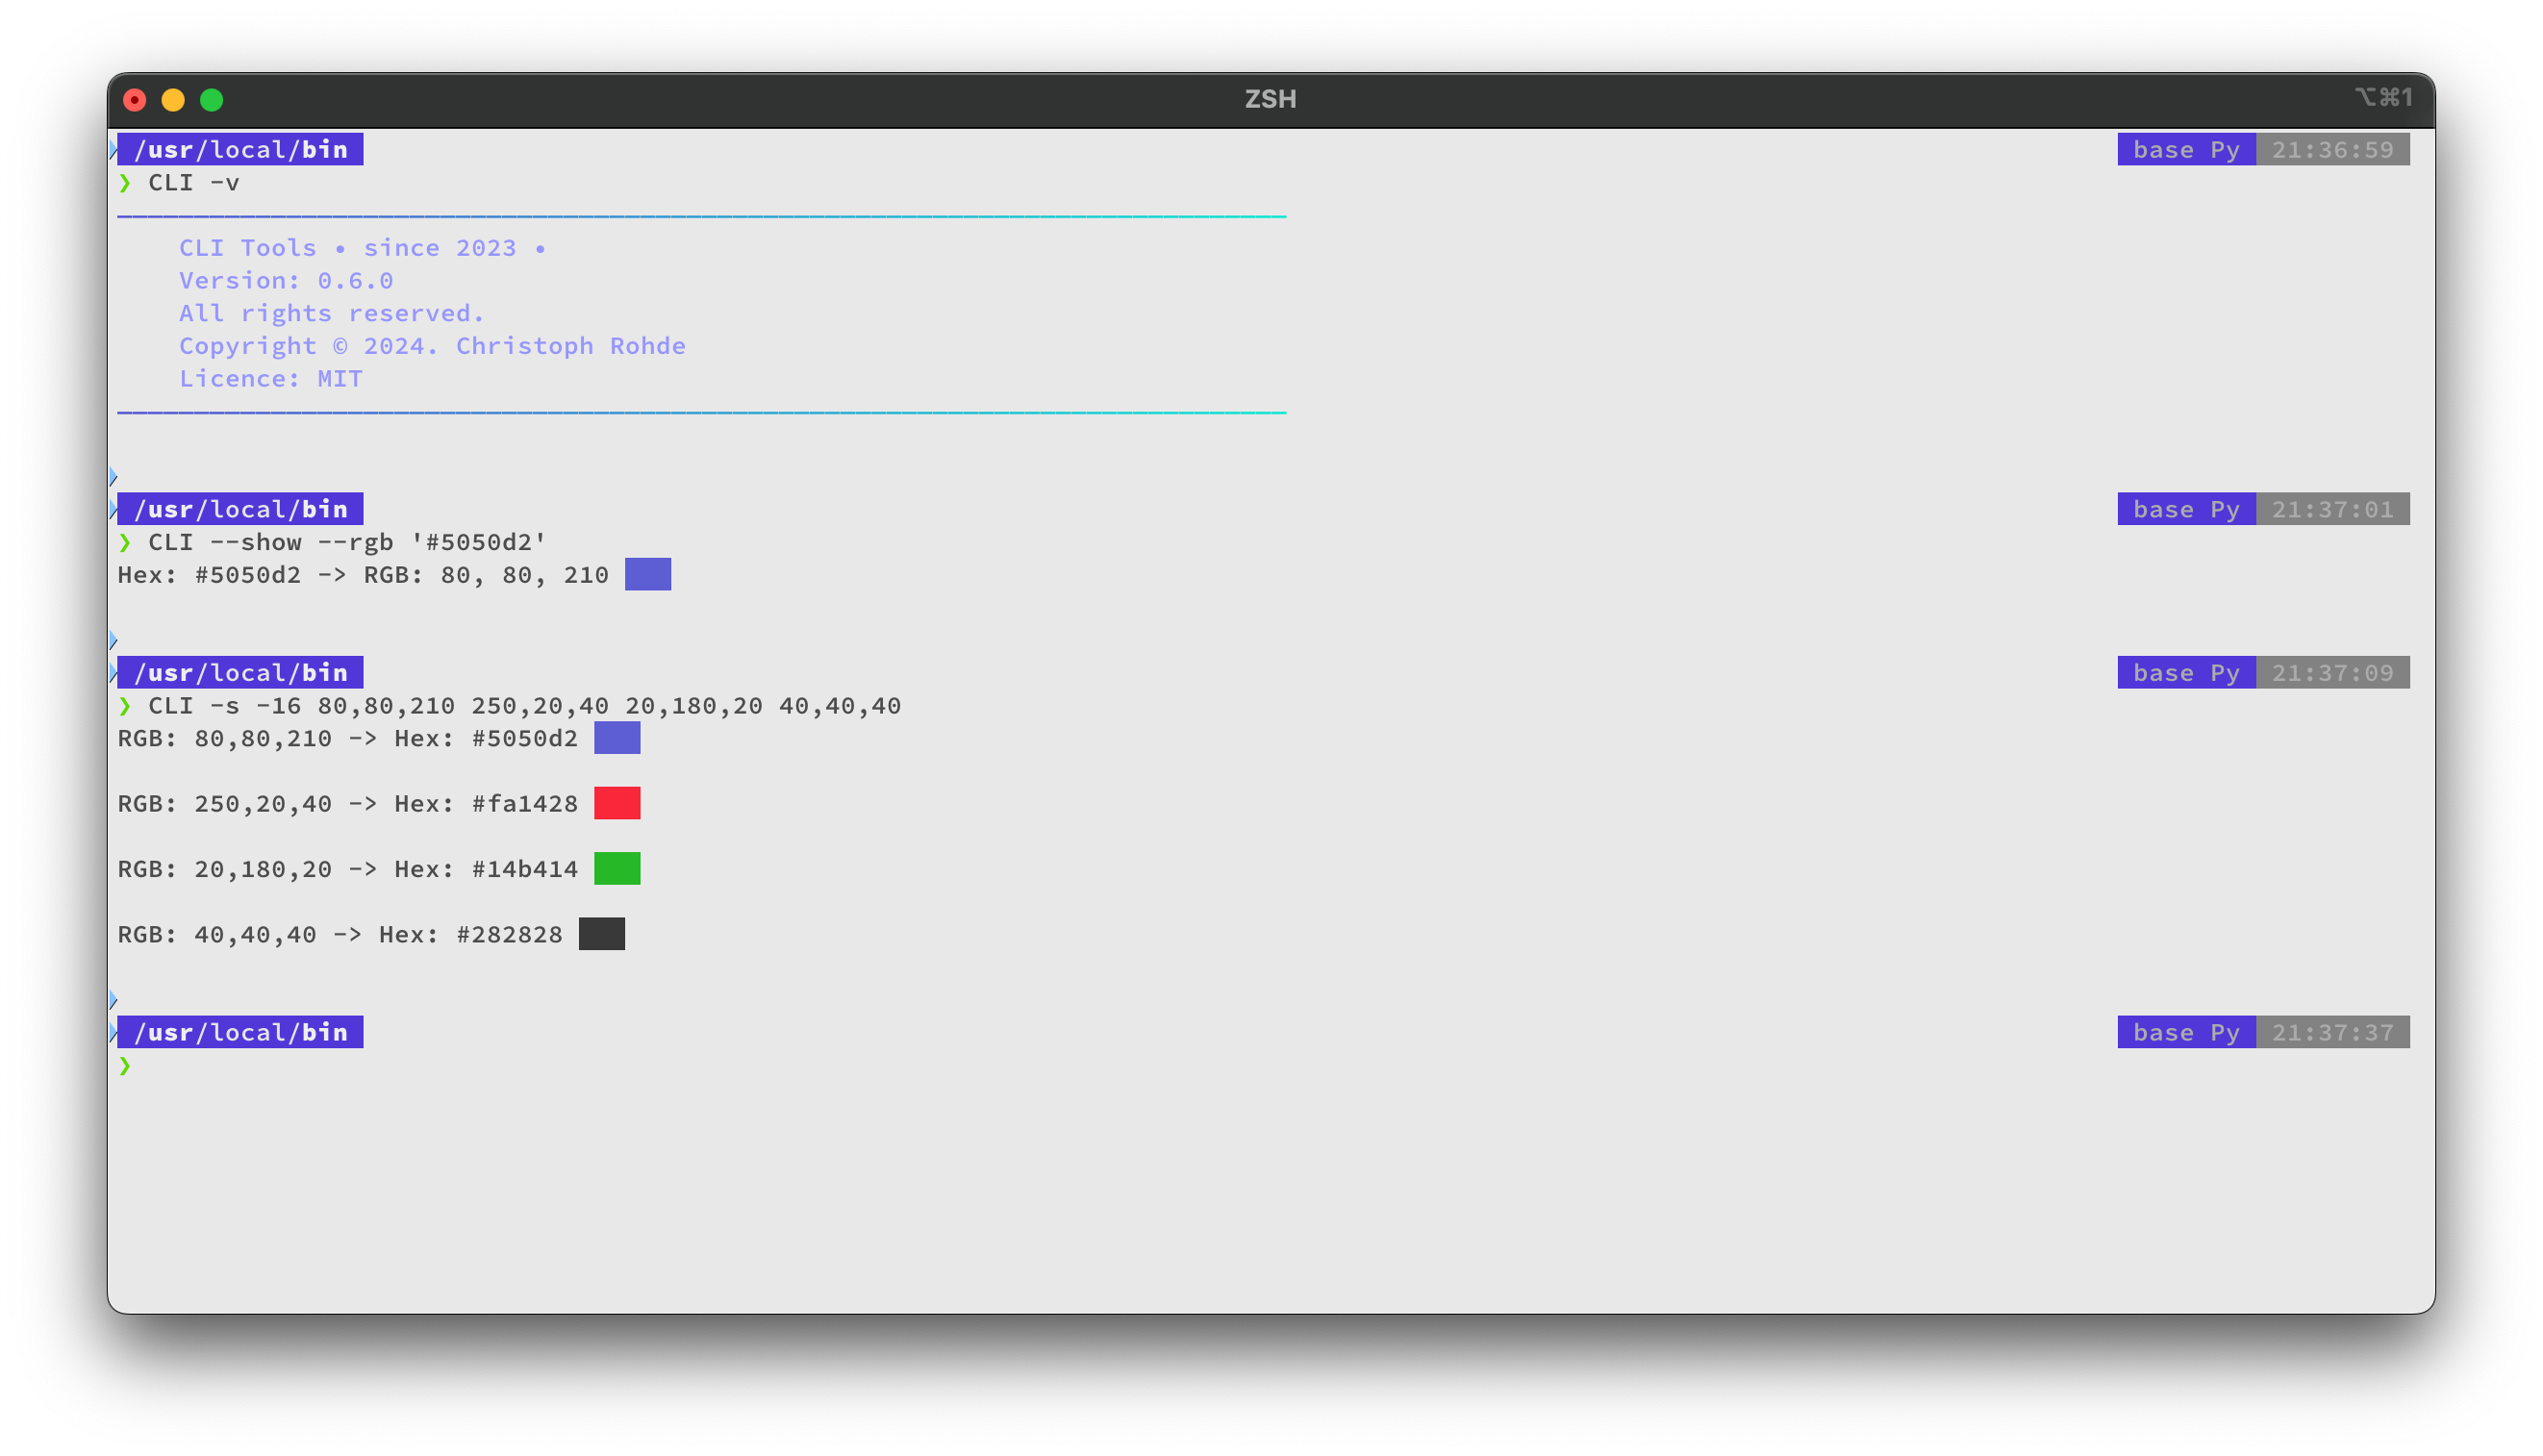 ZSH ⌥⌘1
/usr/local/bin base Py 21:36:59
❯ CLI -v
CLI Tools • since 2023 •
Version: 0.6.0
All rights reserved.
Copyright © 2024. Christoph Rohde
Licence: MIT
/usr/local/bin base Py 21:37:01
❯ CLI --show --rgb '#5050d2'
Hex: #5050d2 -> RGB: 80, 80, 210
/usr/local/bin base Py 21:37:09
❯ CLI -s -16 80,80,210 250,20,40 20,180,20 40,40,40
RGB: 80,80,210 -> Hex: #5050d2
RGB: 250,20,40 -> Hex: #fa1428
RGB: 20,180,20 -> Hex: #14b414
RGB: 40,40,40 -> Hex: #282828
/usr/local/bin base Py 21:37:37
❯